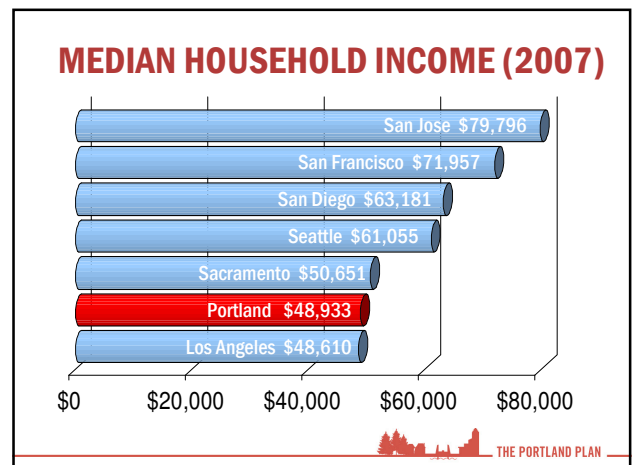 MEDIAN HOUSEHOLD INCOME (2007)
San Jose $79,796
San Francisco $71,957
San Diego $63,181
Seattle $61,055
Sacramento $50,651
Portland $48,933
Los Angeles $48,610
$0 $20,000 $40,000 $60,000 $80,000
THE PORTLAND PLAN